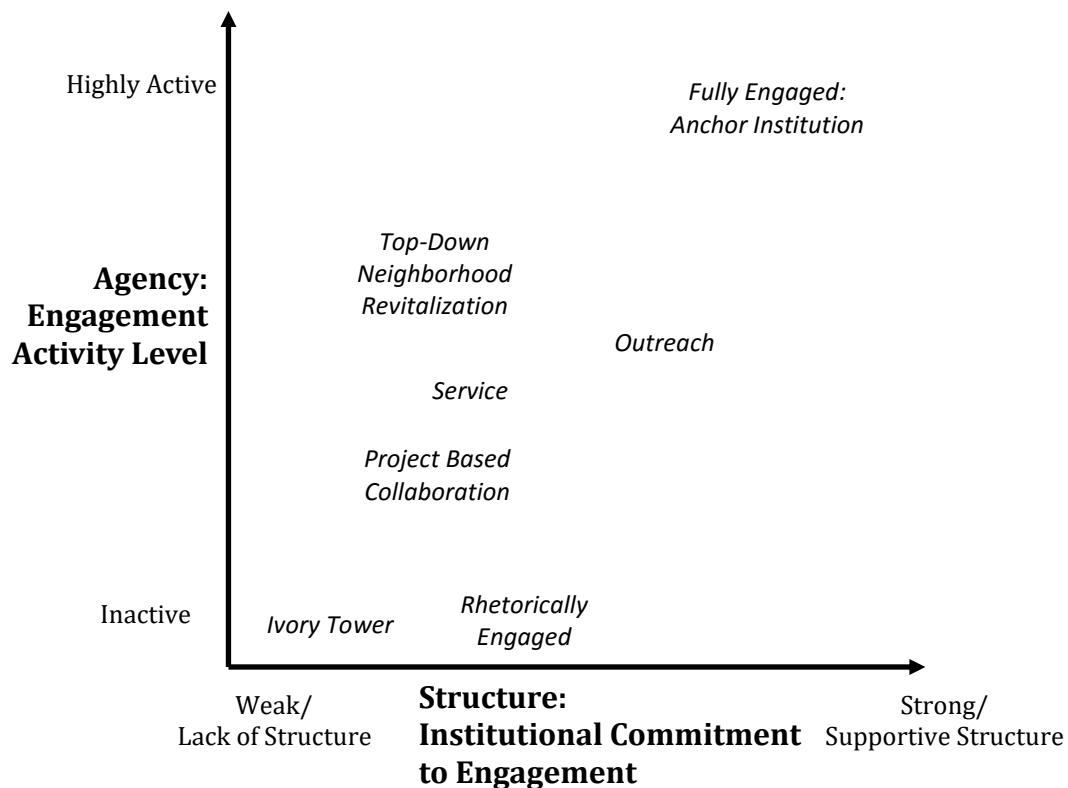 Highly Active
Fully Engaged:
Anchor Institution
Top-Down
Neighborhood
Revitalization
Agency:
Engagement
Activity Level
Outreach
Service
Project Based
Collaboration
Inactive
Ivory Tower
Rhetorically
Engaged
Weak/
Lack of Structure
Structure:
Institutional Commitment
to Engagement
Strong/
Supportive Structure